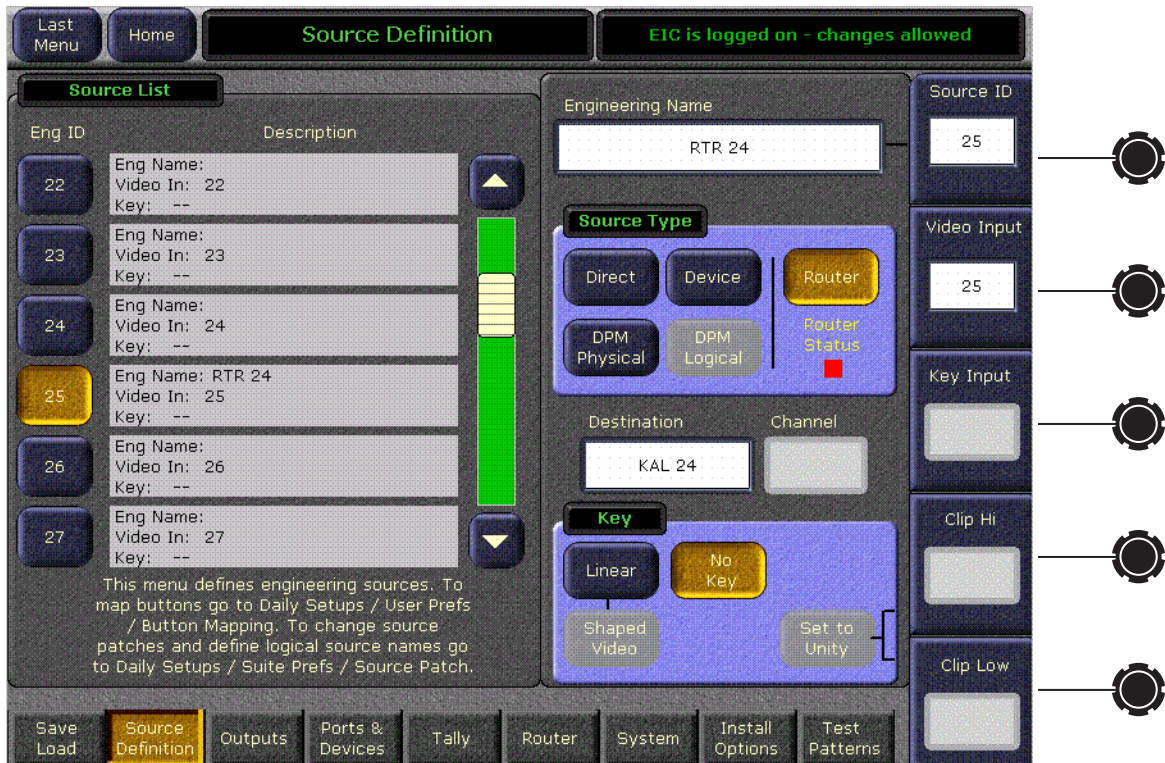 Last
Menu
Home
Source Definition
EIC is logged on - changes allowed
Source List
Eng ID
Description
22
Eng Name:
Video In: 22
Key: --
23
Eng Name:
Video In: 23
Key: --
24
Eng Name:
Video In: 24
Key: --
25
Eng Name: RTR 24
Video In: 25
Key: --
26
Eng Name:
Video In: 26
Key: --
27
Eng Name:
Video In: 27
Key: --
This menu defines engineering sources. To
map buttons go to Daily Setups / User Prefs
/ Button Mapping. To change source
patches and define logical source names go
to Daily Setups / Suite Prefs / Source Patch.
Engineering Name
RTR 24
Source Type
Direct
Device
Router
DPM
Physical
DPM
Logical
Router
Status
Destination
Channel
KAL 24
Key
Linear
No
Key
Shaped
Video
Set to
Unity
Source ID
25
Video Input
25
Key Input
Clip Hi
Clip Low
Save
Load
Source
Definition
Outputs
Ports &
Devices
Tally
Router
System
Install
Options
Test
Patterns